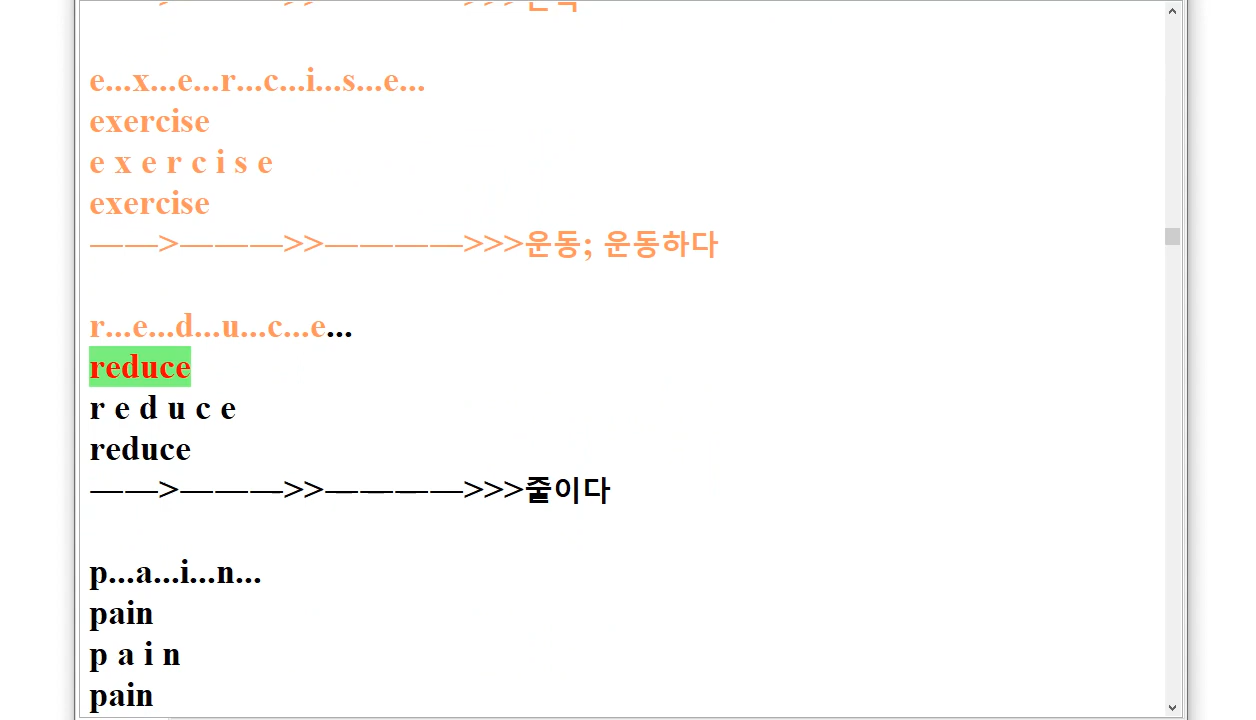 e...x...e...r...c...i...s...e...
exercise
e x e r c i s e
exercise
——>———>>————>>>운동; 운동하다
r...e...d...u...c...e...
reduce
r e d u c e
reduce
——>———>>————>>>줄이다
p...a...i...n...
pain
p a i n
pain